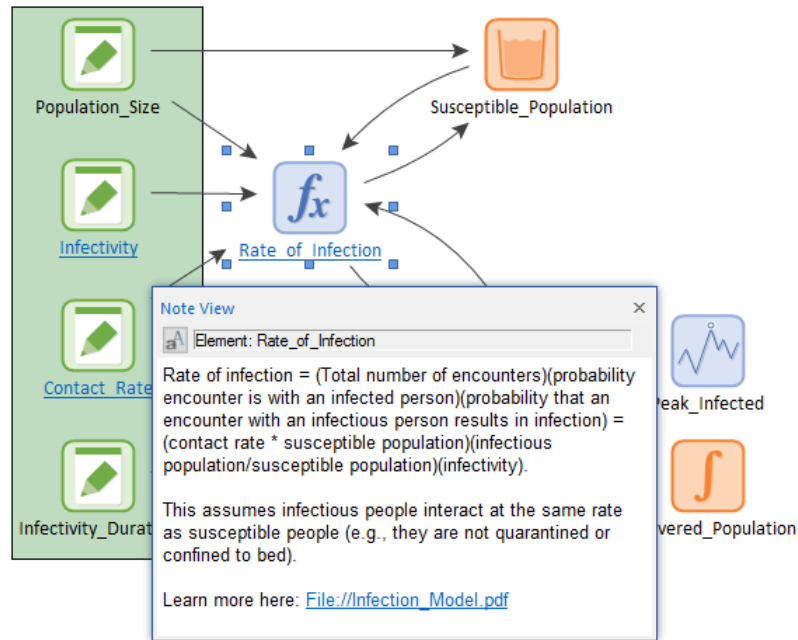 Population_Size
Susceptible_Population
fx
Infectivity
Rate_of_Infection
Contact_Rate
Note View
Element: Rate_of_Infection
Rate of infection = (Total number of encounters)(probability
encounter is with an infected person)(probability that an
encounter with an infectious person results in infection) =
(contact rate * susceptible population)(infectious
population/susceptible population)(infectivity).
This assumes infectious people interact at the same rate
as susceptible people (e.g., they are not quarantined or
confined to bed).
Learn more here: File://Infection_Model.pdf
Peak_Infected
Infectivity_Durat
vered_Population